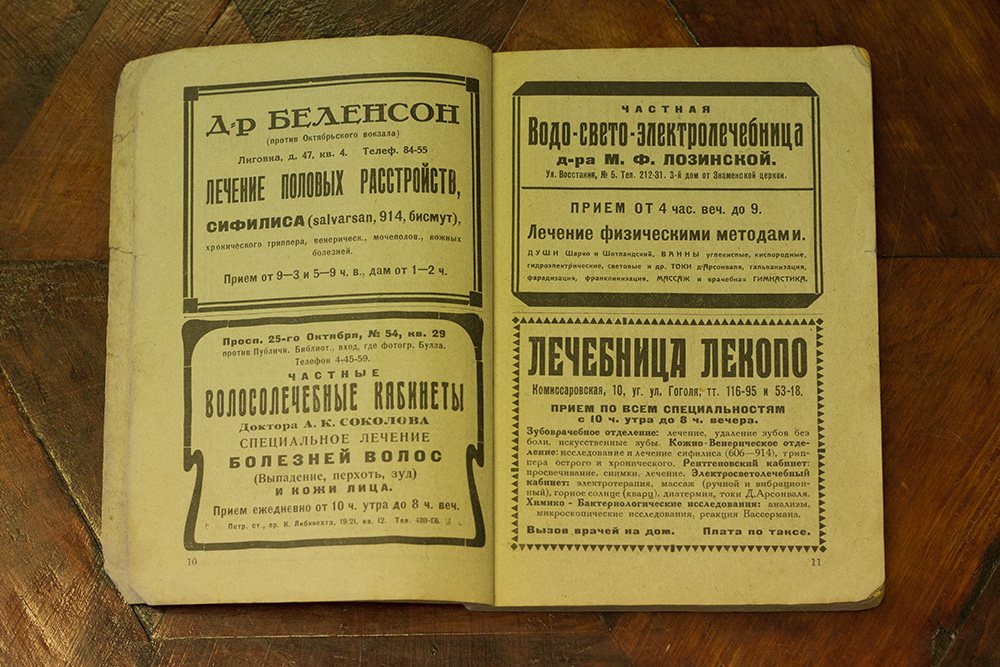 Д-р БЕЛЕНСОН
(против Октябрьского вокзала)
Лиговка, д. 47, кв. 4. Телеф. 84-55
ЛЕЧЕНИЕ ПОЛОВЫХ РАССТРОЙСТВ,
СИФИЛИСА (salvarsan, 914, бисмут),
хронического триппера, венерическ., мочеполов., кожных
болезней.
Прием от 9—3 и 5—9 ч. в., дам от 1—2 ч.
Просп. 25-го Октября, № 54, кв. 29
против Публичн. Библиот., вход, где фотогр. Булла.
Телефон 4-45-59.
ЧАСТНЫЕ
ВОЛОСОЛЕЧЕБНЫЕ КАБИНЕТЫ
Доктора А. К. СОКОЛОВА
СПЕЦИАЛЬНОЕ ЛЕЧЕНИЕ
БОЛЕЗНЕЙ ВОЛОС
(Выпадение, перхоть, зуд)
И КОЖИ ЛИЦА.
Прием ежедневно от 10 ч. утра до 8 ч. веч.
Петр. ст., пр. К. Либкнехта, 19/21, кв. 12. Тел.
10
ЧАСТНАЯ
Водо-свето-электролечебница
д-ра М. Ф. ЛОЗИНСКОЙ.
Ул. Восстания, № 5. Тел. 212-31. 3-й дом от Знаменской церкви.
ПРИЕМ ОТ 4 час. веч. до 9.
Лечение физическими методами.
ДУШИ Шарко и Шотландский, ВАННЫ углекислые, кислородные,
гидроэлектрические, световые и др. ТОКИ д'Арсонваля, гальванизация,
фарадизация, франклинизация, МАССАЖ и врачебная ГИМНАСТИКА.
ЛЕЧЕБНИЦА ЛЕКОПО
Комиссаровская, 10, уг. ул. Гоголя, тт. 116-95 и 53-18.
ПРИЕМ ПО ВСЕМ СПЕЦИАЛЬНОСТЯМ
с 10 ч. утра до 8 ч. вечера.
Зубоврачебное отделение: лечение, удаление зубов без
боли, искусственные зубы. Кожно-Венерическое отде-
ление: исследование и лечение сифилиса (606—914), трип-
пера острого и хронического. Рентгеновский кабинет:
просвечивание, снимки, лечение. Электросветолечебный
кабинет: электротерапия, массаж (ручной и вибрацион-
ный), горное солнце (кварц), диатермия, токи Д.Арсонваля.
Химико-Бактериологические исследования: анализы,
микроскопические исследования, реакция Вассермана.
Вызов врачей на дом. Плата по таксе.
11